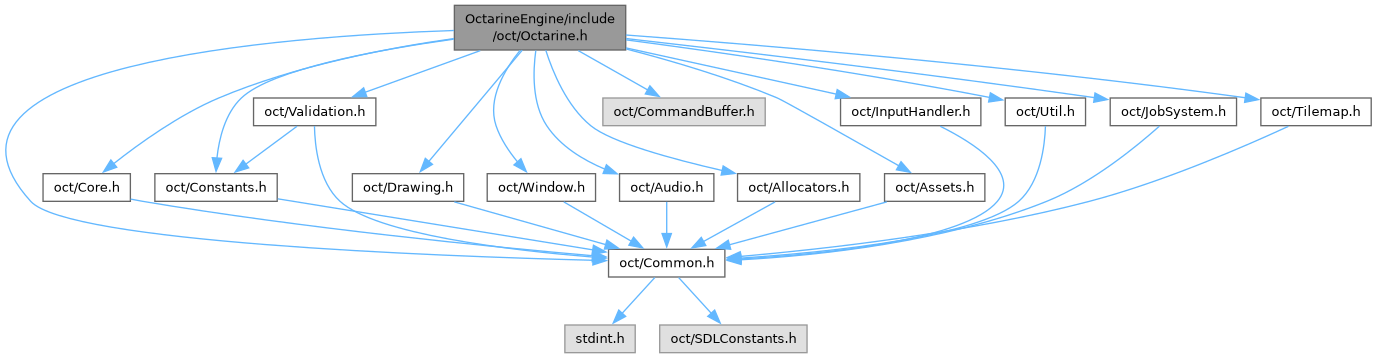 OctarineEngine/include
/oct/Octarine.h
oct/Validation.h
oct/CommandBuffer.h
oct/InputHandler.h
oct/Util.h
oct/JobSystem.h
oct/Tilemap.h
oct/Core.h
oct/Constants.h
oct/Drawing.h
oct/Window.h
oct/Audio.h
oct/Allocators.h
oct/Assets.h
oct/Common.h
stdint.h
oct/SDLConstants.h